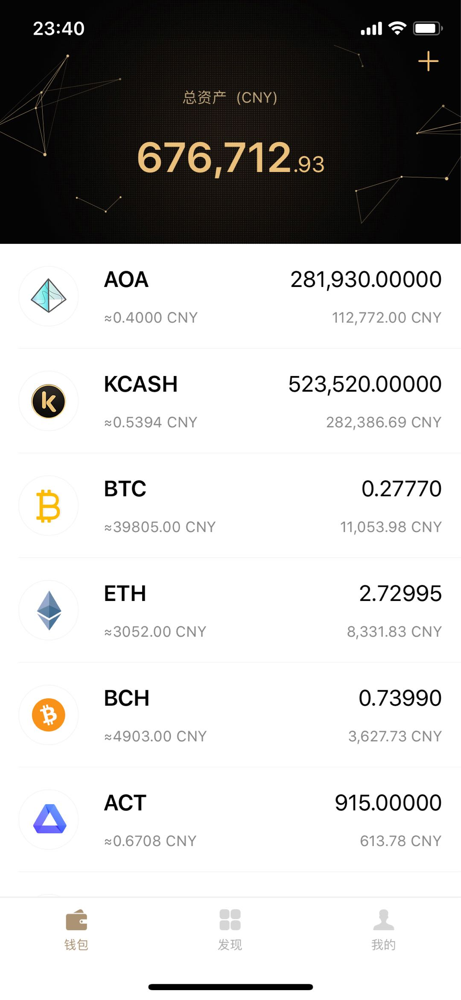 23:40
总资产 (CNY)
676,712.93
AOA 281,930.00000
≈0.4000 CNY 112,772.00 CNY
KCASH 523,520.00000
≈0.5394 CNY 282,386.69 CNY
BTC 0.27770
≈39805.00 CNY 11,053.98 CNY
ETH 2.72995
≈3052.00 CNY 8,331.83 CNY
BCH 0.73990
≈4903.00 CNY 3,627.73 CNY
ACT 915.00000
≈0.6708 CNY 613.78 CNY
钱包 发现 我的